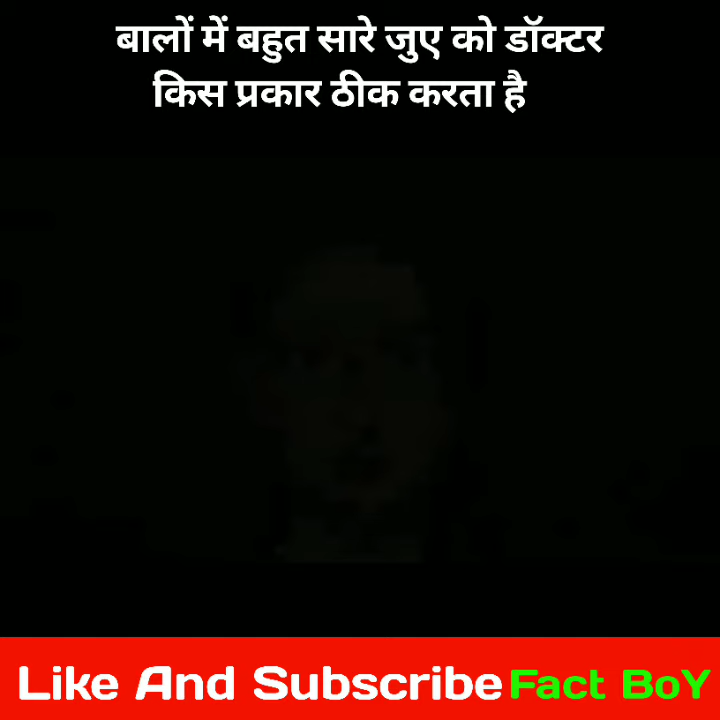 बालों में बहुत सारे जुए को डॉक्टर
किस प्रकार ठीक करता है
Like And Subscribe Fact BoY